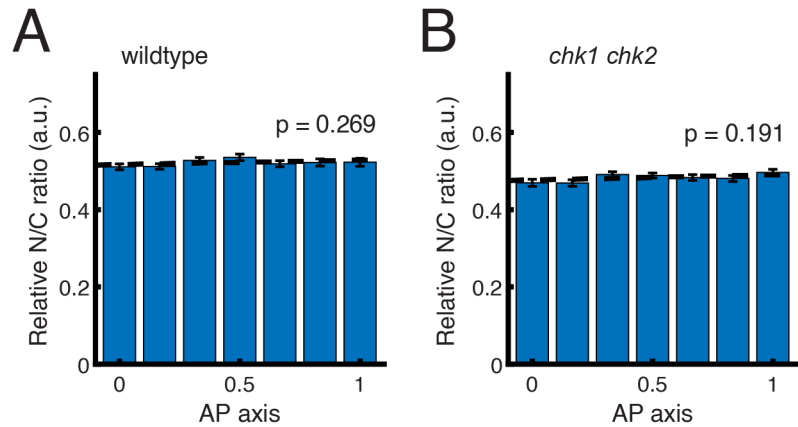 A
wildtype
Relative N/C ratio (a.u.)
0.6
0.4
0.2
0
p = 0.269
0
0.5
1
AP axis
B
chk1 chk2
Relative N/C ratio (a.u.)
0.6
0.4
0.2
0
p = 0.191
0
0.5
1
AP axis